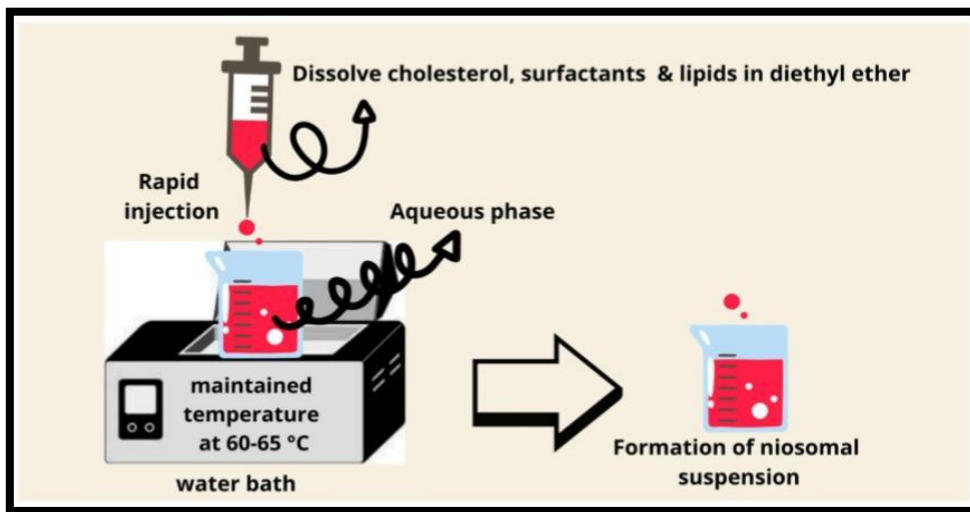 Dissolve cholesterol, surfactants & lipids in diethyl ether
Rapid
injection
Aqueous phase
maintained
temperature
at 60-65 °C
water bath
Formation of niosomal
suspension